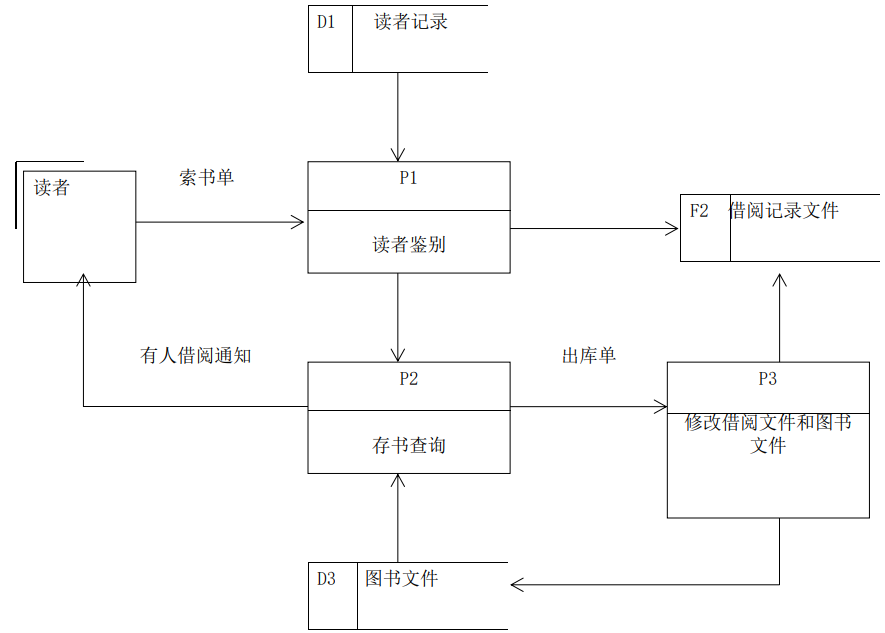 D1 读者记录
读者
索书单
P1
读者鉴别
F2 借阅记录文件
有人借阅通知
出库单
P2
存书查询
P3
修改借阅文件和图书
文件
D3 图书文件